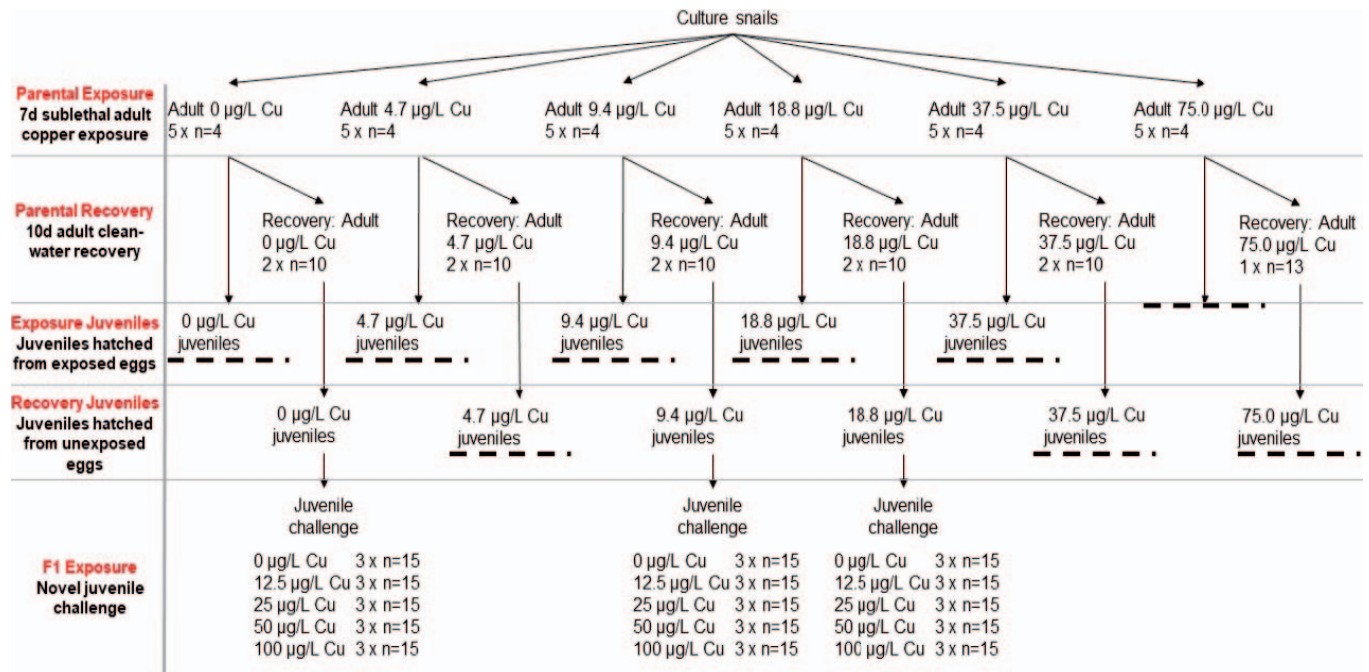 Culture snails
Parental Exposure
7d sublethal adult
copper exposure
Adult 0 µg/L Cu
5 x n=4
Adult 4.7 µg/L Cu
5 x n=4
Adult 9.4 µg/L Cu
5 x n=4
Adult 18.8 µg/L Cu
5 x n=4
Adult 37.5 µg/L Cu
5 x n=4
Adult 75.0 µg/L Cu
5 x n=4
Parental Recovery
10d adult clean-
water recovery
Recovery: Adult
0 µg/L Cu
2 x n=10
Recovery: Adult
4.7 µg/L Cu
2 x n=10
Recovery: Adult
9.4 µg/L Cu
2 x n=10
Recovery: Adult
18.8 µg/L Cu
2 x n=10
Recovery: Adult
37.5 µg/L Cu
2 x n=10
Recovery: Adult
75.0 µg/L Cu
1 x n=13
Exposure Juveniles
Juveniles hatched
from exposed eggs
0 µg/L Cu
juveniles
4.7 µg/L Cu
juveniles
9.4 µg/L Cu
juveniles
18.8 µg/L Cu
juveniles
37.5 µg/L Cu
juveniles
Recovery Juveniles
Juveniles hatched
from unexposed
eggs
0 µg/L Cu
juveniles
4.7 µg/L Cu
juveniles
9.4 µg/L Cu
juveniles
18.8 µg/L Cu
juveniles
37.5 µg/L Cu
juveniles
75.0 µg/L Cu
juveniles
F1 Exposure
Novel juvenile
challenge
Juvenile
challenge
0 µg/L Cu 3 x n=15
12.5 µg/L Cu 3 x n=15
25 µg/L Cu 3 x n=15
50 µg/L Cu 3 x n=15
100 µg/L Cu 3 x n=15
Juvenile
challenge
0 µg/L Cu 3 x n=15
12.5 µg/L Cu 3 x n=15
25 µg/L Cu 3 x n=15
50 µg/L Cu 3 x n=15
100 µg/L Cu 3 x n=15
Juvenile
challenge
0 µg/L Cu 3 x n=15
12.5 µg/L Cu 3 x n=15
25 µg/L Cu 3 x n=15
50 µg/L Cu 3 x n=15
100 µg/L Cu 3 x n=15